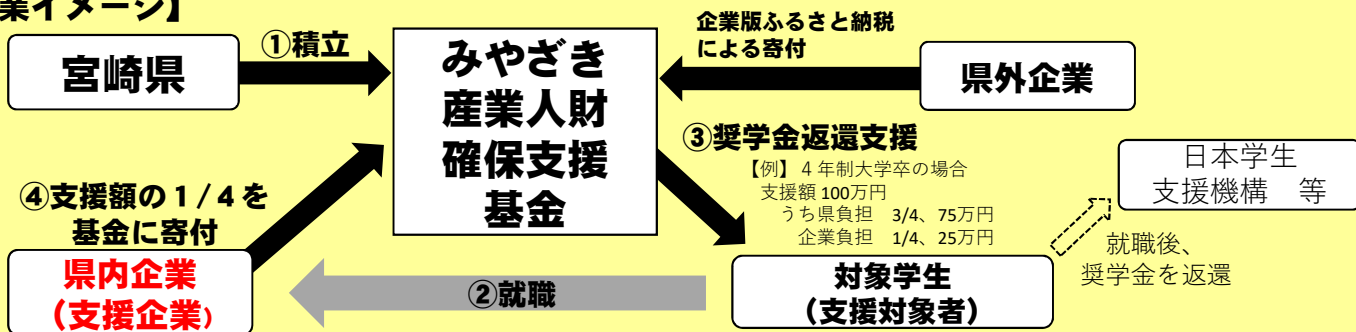 業イメージ】
宮崎県
①積立
みやざき
産業人財
確保支援
基金
企業版ふるさと納税
による寄付
県外企業
③奨学金返還支援
【例】４年制大学卒の場合
支援額 100万円
うち県負担　3/4、75万円
企業負担　1/4、25万円
日本学生
支援機構　等
就職後、
奨学金を返還
④支援額の１/４を
基金に寄付
県内企業
（支援企業）
②就職
対象学生
（支援対象者）